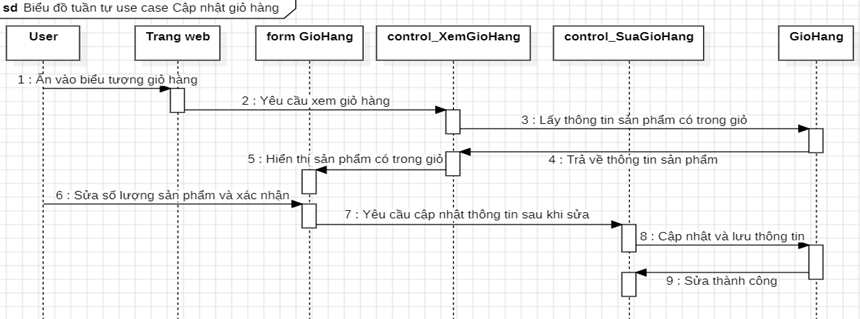 sd Biểu đồ tuần tự use case Cập nhật giỏ hàng
User
Trang web
form GioHang
control_XemGioHang
control_SuaGioHang
GioHang
1 : Ấn vào biểu tượng giỏ hàng
2 : Yêu cầu xem giỏ hàng
3 : Lấy thông tin sản phẩm có trong giỏ
4 : Trả về thông tin sản phẩm
5 : Hiển thị sản phẩm có trong giỏ
6 : Sửa số lượng sản phẩm và xác nhận
7 : Yêu cầu cập nhật thông tin sau khi sửa
8 : Cập nhật và lưu thông tin
9 : Sửa thành công